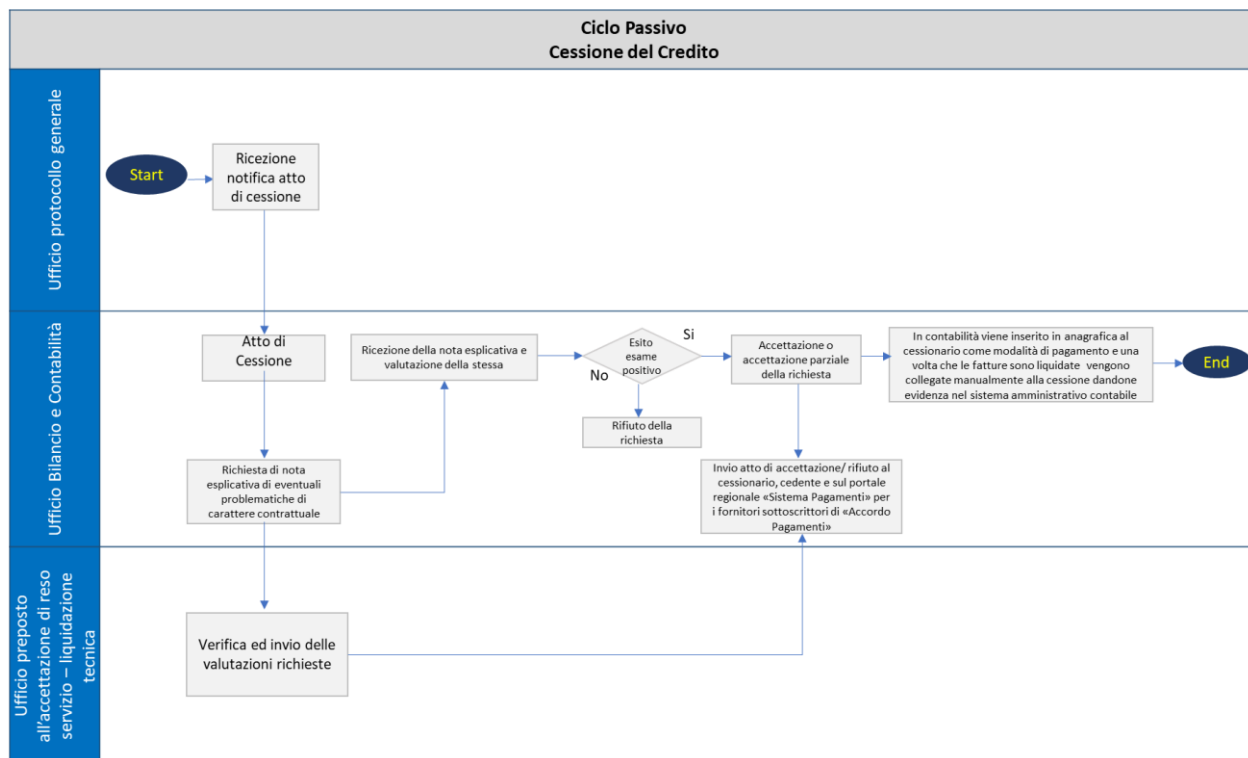 Ciclo Passivo
Cessione del Credito
Ufficio protocollo generale
Start
Ricezione
notifica atto
di cessione
Ufficio Bilancio e Contabilità
Atto di
Cessione
Ricezione della nota esplicativa e
valutazione della stessa
Esito
esame
positivo
Si
No
Accettazione o
accettazione parziale
della richiesta
In contabilità viene inserito in anagrafica al
cessionario come modalità di pagamento e una
volta che le fatture sono liquidate vengono
collegate manualmente alla cessione dandone
evidenza nel sistema amministrativo contabile
End
Rifiuto della
richiesta
Richiesta di nota
esplicativa di eventuali
problematiche di
carattere contrattuale
Invio atto di accettazione/ rifiuto al
cessionario, cedente e sul portale
regionale «Sistema Pagamenti» per
i fornitori sottoscrittori di «Accordo
Pagamenti»
Ufficio preposto
all'accettazione di reso
servizio – liquidazione
tecnica
Verifica ed invio delle
valutazioni richieste